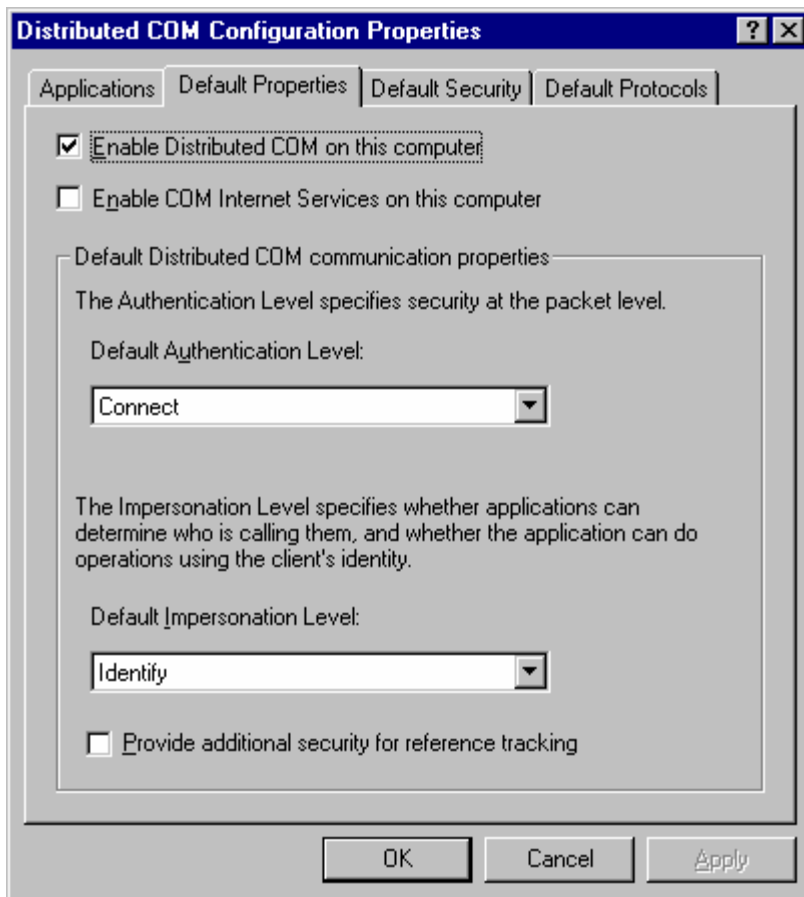 Distributed COM Configuration Properties
Applications
Default Properties
Default Security
Default Protocols
Enable Distributed COM on this computer
Enable COM Internet Services on this computer
Default Distributed COM communication properties
The Authentication Level specifies security at the packet level.
Default Authentication Level:
Connect
The Impersonation Level specifies whether applications can
determine who is calling them, and whether the application can do
operations using the client's identity.
Default Impersonation Level:
Identify
Provide additional security for reference tracking
OK
Cancel
Apply